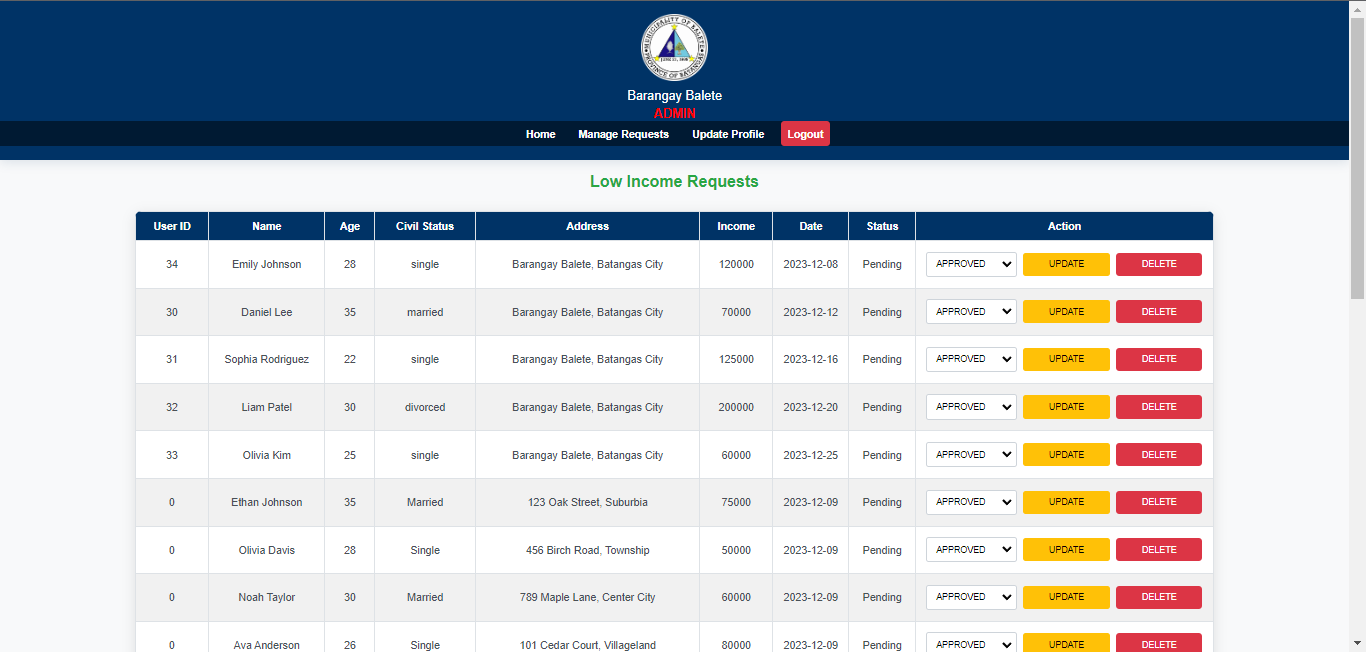 MUNICIPALITY OF BALETE
PROVINCE OF BATANGAS
Barangay Balete
ADMIN
Home Manage Requests Update Profile Logout
Low Income Requests
User ID Name Age Civil Status Address Income Date Status Action
34 Emily Johnson 28 single Barangay Balete, Batangas City 120000 2023-12-08 Pending APPROVED UPDATE DELETE
30 Daniel Lee 35 married Barangay Balete, Batangas City 70000 2023-12-12 Pending APPROVED UPDATE DELETE
31 Sophia Rodriguez 22 single Barangay Balete, Batangas City 125000 2023-12-16 Pending APPROVED UPDATE DELETE
32 Liam Patel 30 divorced Barangay Balete, Batangas City 200000 2023-12-20 Pending APPROVED UPDATE DELETE
33 Olivia Kim 25 single Barangay Balete, Batangas City 60000 2023-12-25 Pending APPROVED UPDATE DELETE
0 Ethan Johnson 35 Married 123 Oak Street, Suburbia 75000 2023-12-09 Pending APPROVED UPDATE DELETE
0 Olivia Davis 28 Single 456 Birch Road, Township 50000 2023-12-09 Pending APPROVED UPDATE DELETE
0 Noah Taylor 30 Married 789 Maple Lane, Center City 60000 2023-12-09 Pending APPROVED UPDATE DELETE
0 Ava Anderson 26 Single 101 Cedar Court, Villageland 80000 2023-12-09 Pending APPROVED UPDATE DELETE